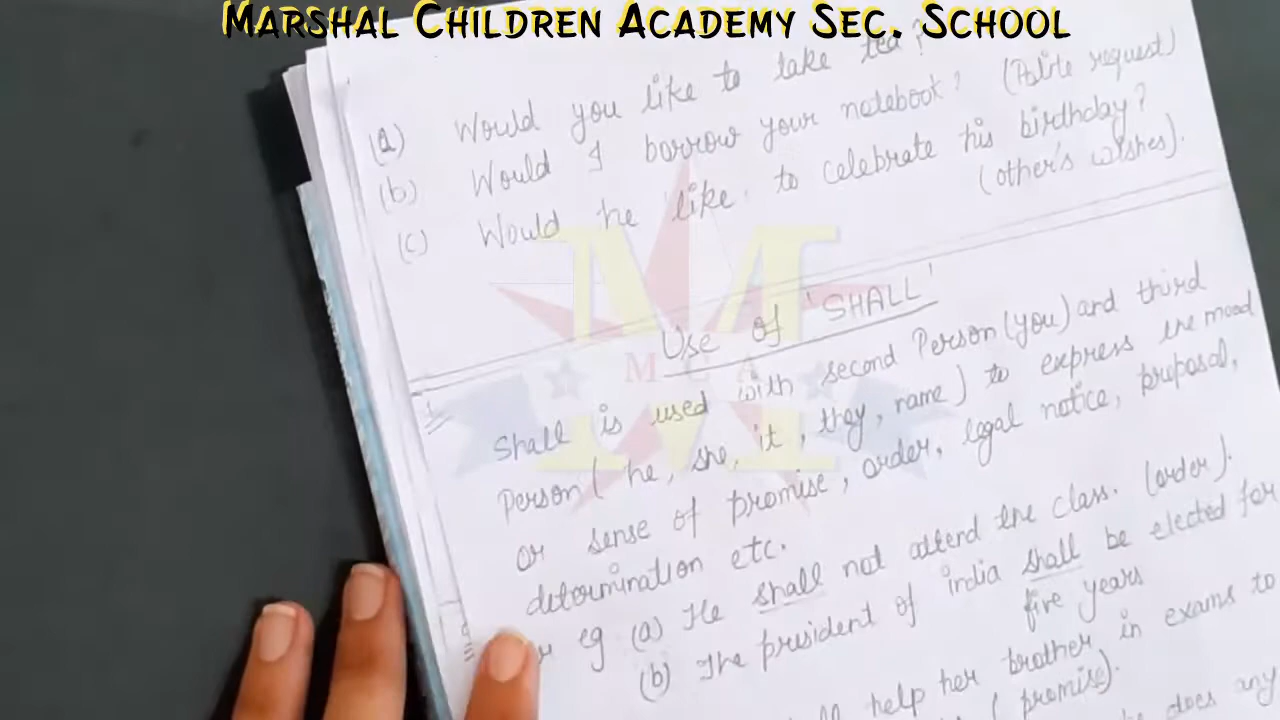 MARSHAL CHILDREN ACADEMY SEC. SCHOOL
(a) Would you like to take tea?
(b) Would I borrow your notebook? (Polite request)
(c) Would he like to celebrate his birthday?
(other's wishes).
Use of 'SHALL'
Shall is used with second Person (you) and third
Person ( he, she, it, they, name ) to express the mood
or sense of promise, order, legal notice, proposal,
determination etc.
eg (a) He shall not attend the class. (order).
(b) The president of india shall be elected for
five years
help her brother in exams to
( promise).
does any
MCA